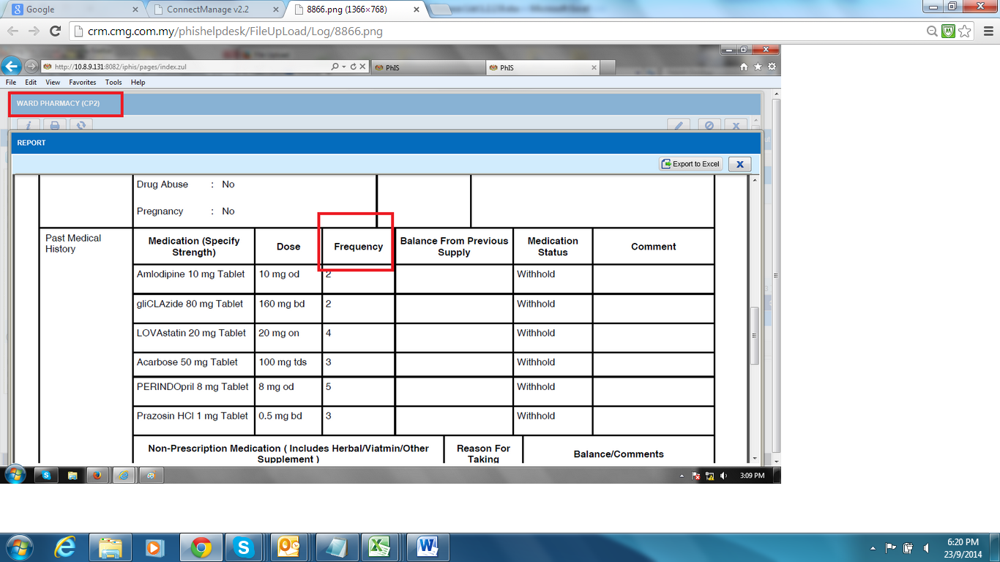 Google
ConnectManage v2.2
8866.png (1366×768)
crm.cmg.com.my/phishelpdesk/FileUpLoad/Log/8866.png
http://10.8.9.131:8082/iphis/pages/index.zul
PhIS
PhIS
File Edit View Favorites Tools Help
WARD PHARMACY (CP2)
REPORT
Export to Excel
Drug Abuse : No
Pregnancy : No
Past Medical
History
Medication (Specify
Strength)
Dose
Frequency
Balance From Previous
Supply
Medication
Status
Comment
Amlodipine 10 mg Tablet 10 mg od 2 Withhold
gliCLAzide 80 mg Tablet 160 mg bd 2 Withhold
LOVAstatin 20 mg Tablet 20 mg on 4 Withhold
Acarbose 50 mg Tablet 100 mg tds 3 Withhold
PERINDOpril 8 mg Tablet 8 mg od 5 Withhold
Prazosin HCl 1 mg Tablet 0.5 mg bd 3 Withhold
Non-Prescription Medication ( Includes Herbal/Viatmin/Other
Supplement )
Reason For
Taking
Balance/Comments
3:09 PM
6:20 PM
23/9/2014